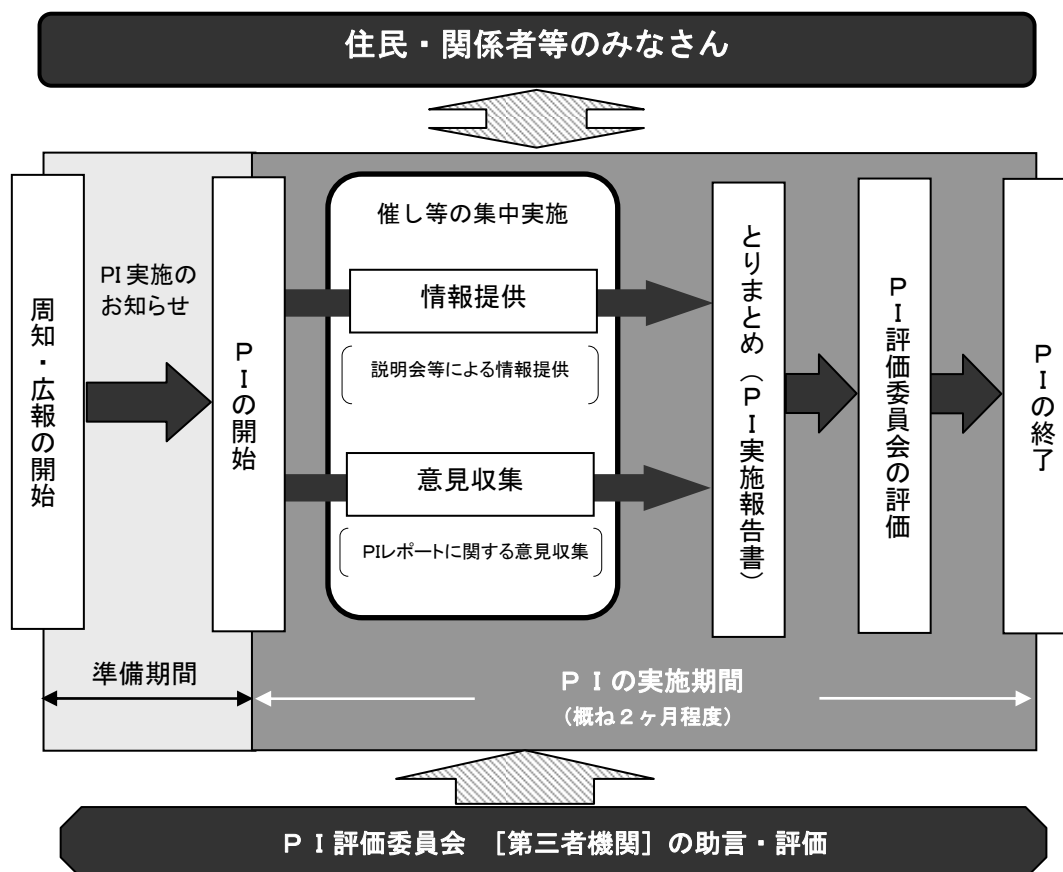 住民・関係者等のみなさん
周知・広報の開始
PI実施の
お知らせ
PIの開始
催し等の集中実施
情報提供
説明会等による情報提供
意見収集
PIレポートに関する意見収集
とりまとめ（PI実施報告書）
PI評価委員会の評価
PIの終了
準備期間
ＰＩの実施期間
（概ね２ヶ月程度）
ＰＩ評価委員会　［第三者機関］の助言・評価